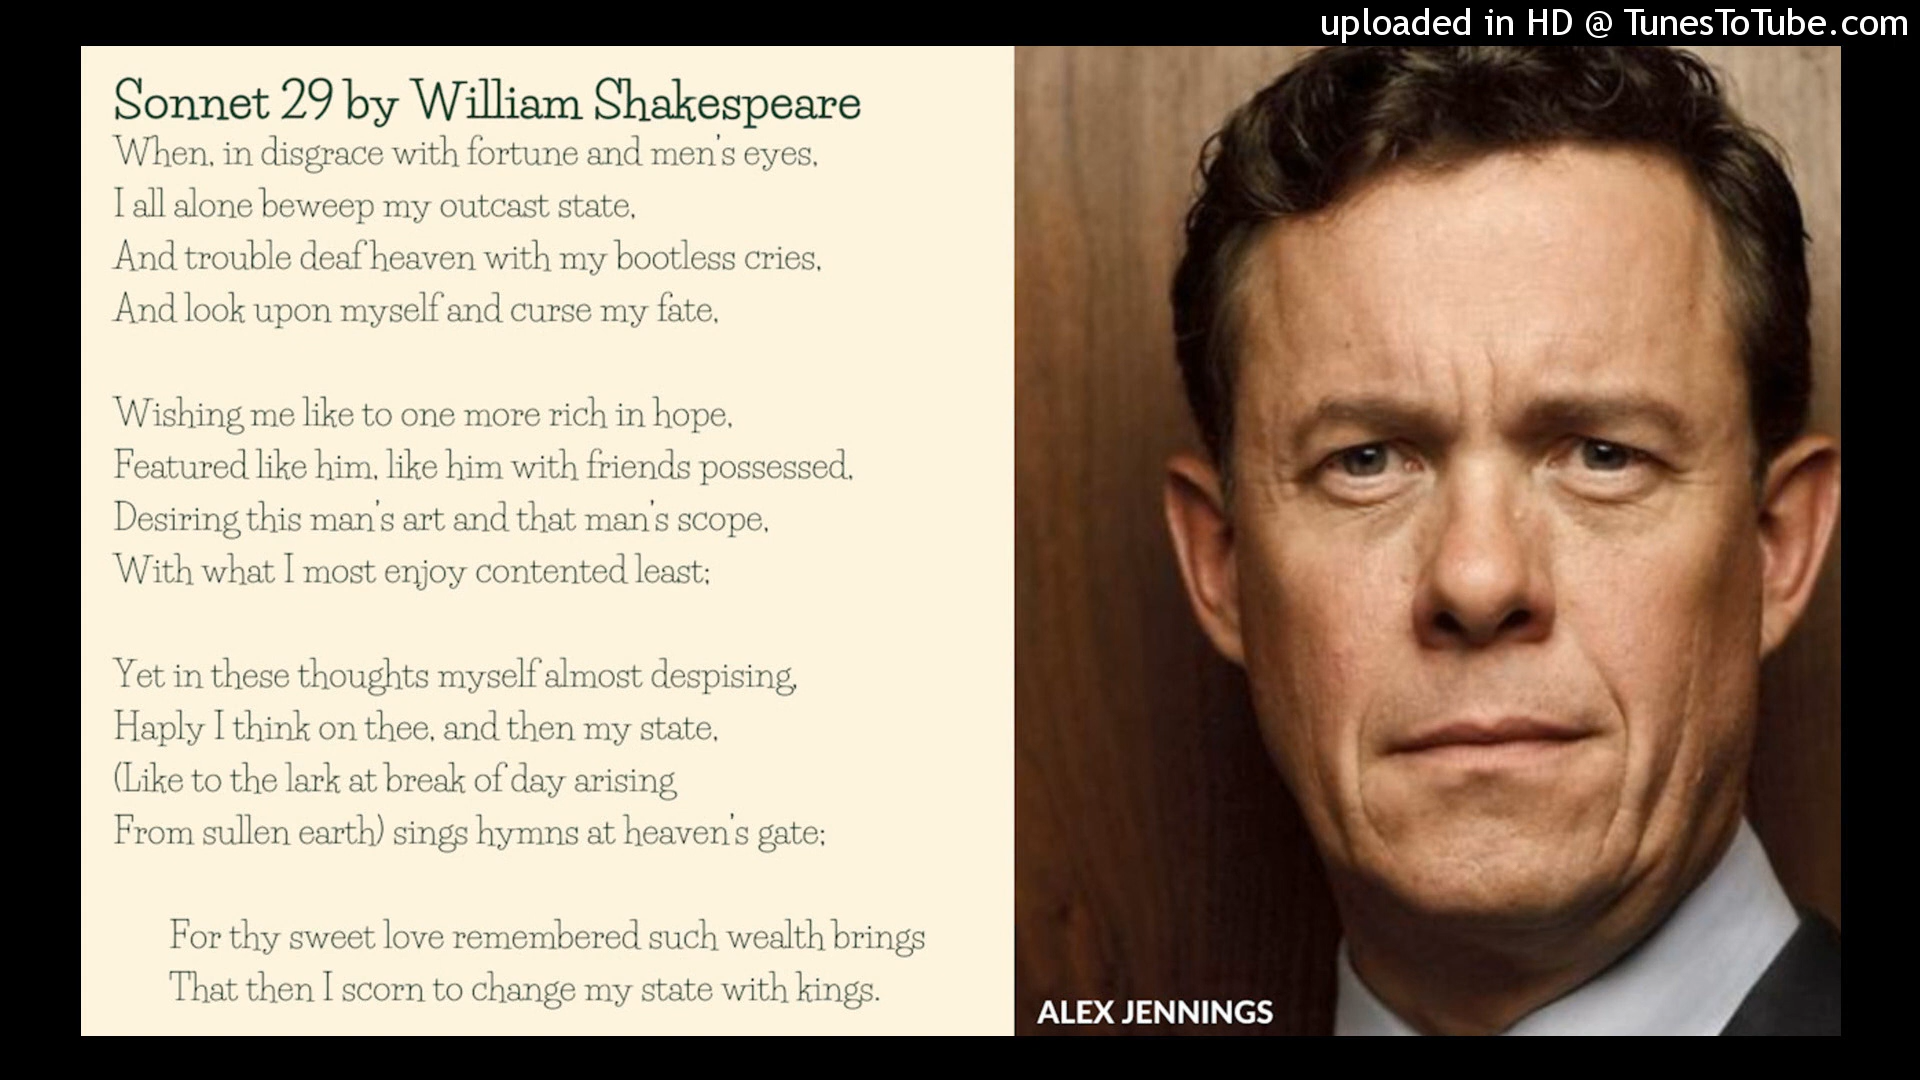 uploaded in HD @ TunesToTube.com
Sonnet 29 by William Shakespeare
When, in disgrace with fortune and men's eyes,
I all alone beweep my outcast state,
And trouble deaf heaven with my bootless cries,
And look upon myself and curse my fate,
Wishing me like to one more rich in hope,
Featured like him, like him with friends possessed,
Desiring this man's art and that man's scope,
With what I most enjoy contented least;
Yet in these thoughts myself almost despising,
Haply I think on thee, and then my state,
(Like to the lark at break of day arising
From sullen earth) sings hymns at heaven's gate;
For thy sweet love remembered such wealth brings
That then I scorn to change my state with kings.
ALEX JENNINGS